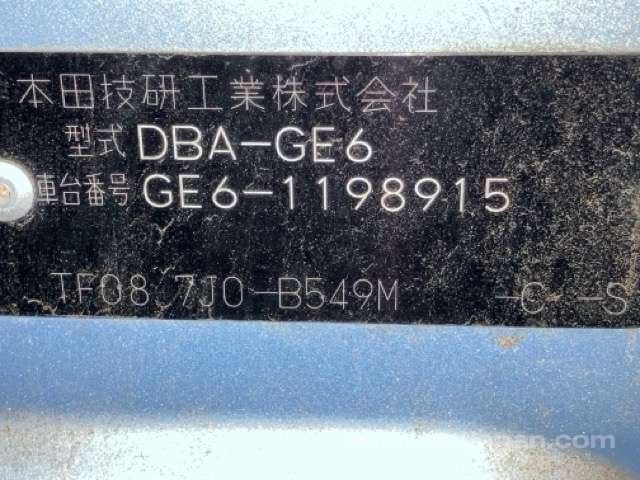 本田技研工業株式会社
型式 DBA-GE6
車台番号 GE6-1198915
TF08 7J0-B549M -C -S